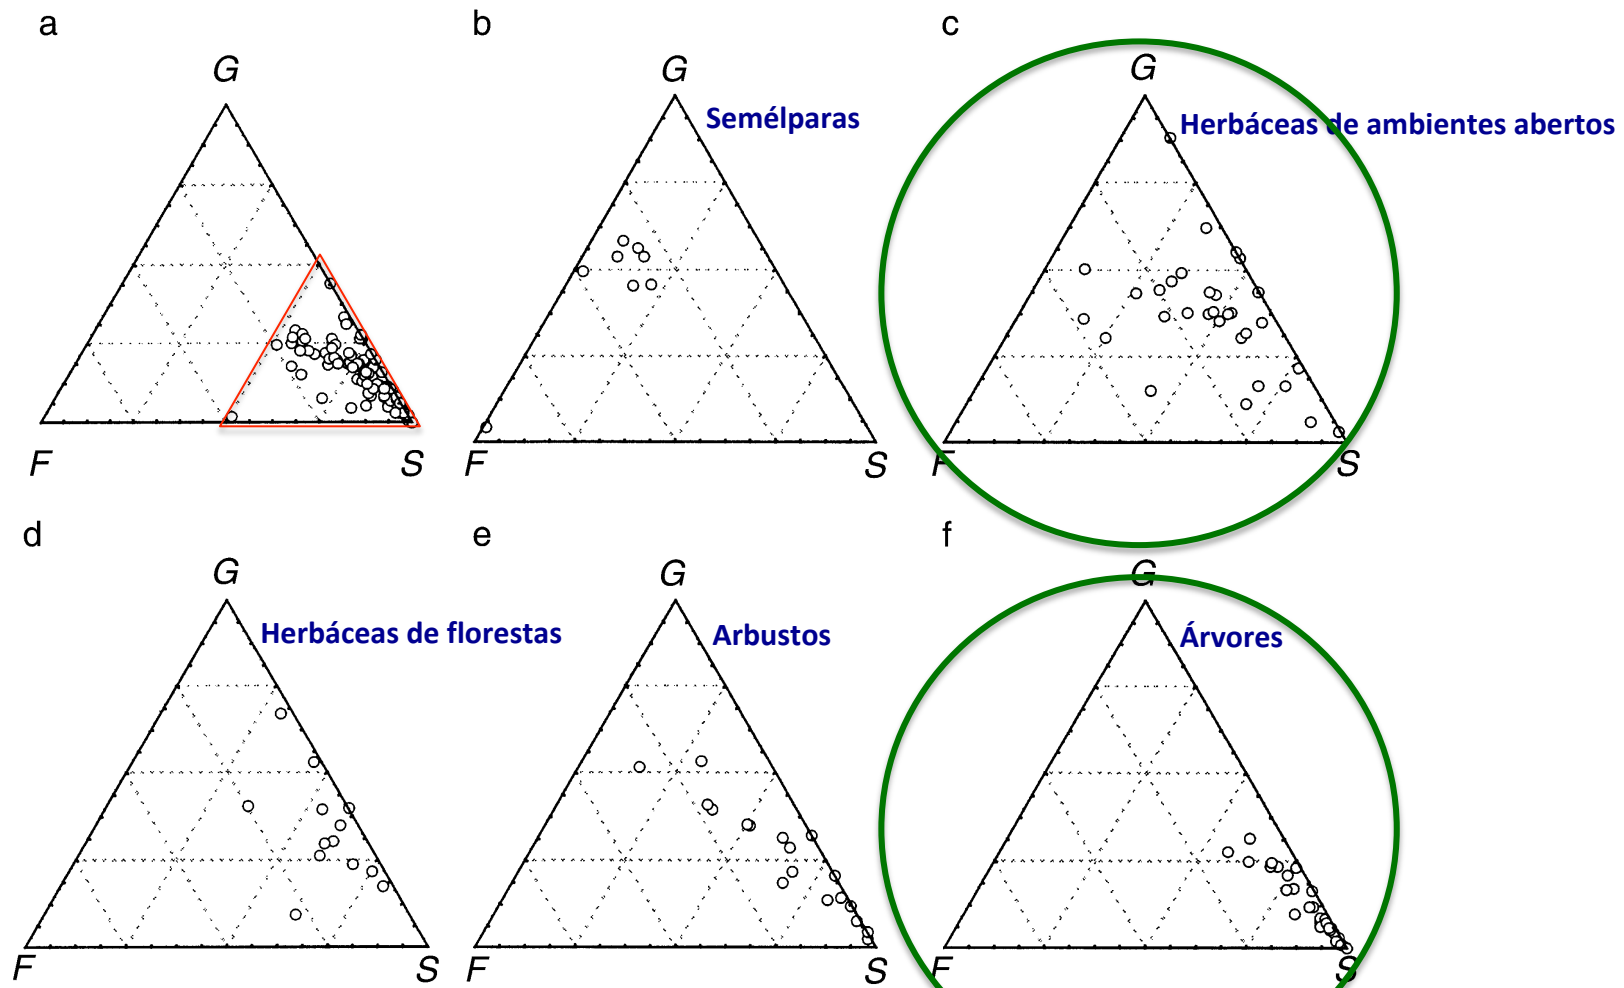 a
G
F
S
b
G
Semélparas
F
S
c
G
Herbáceas de ambientes abertos
F
S
d
G
Herbáceas de florestas
F
S
e
G
Arbustos
F
S
f
G
Árvores
F
S